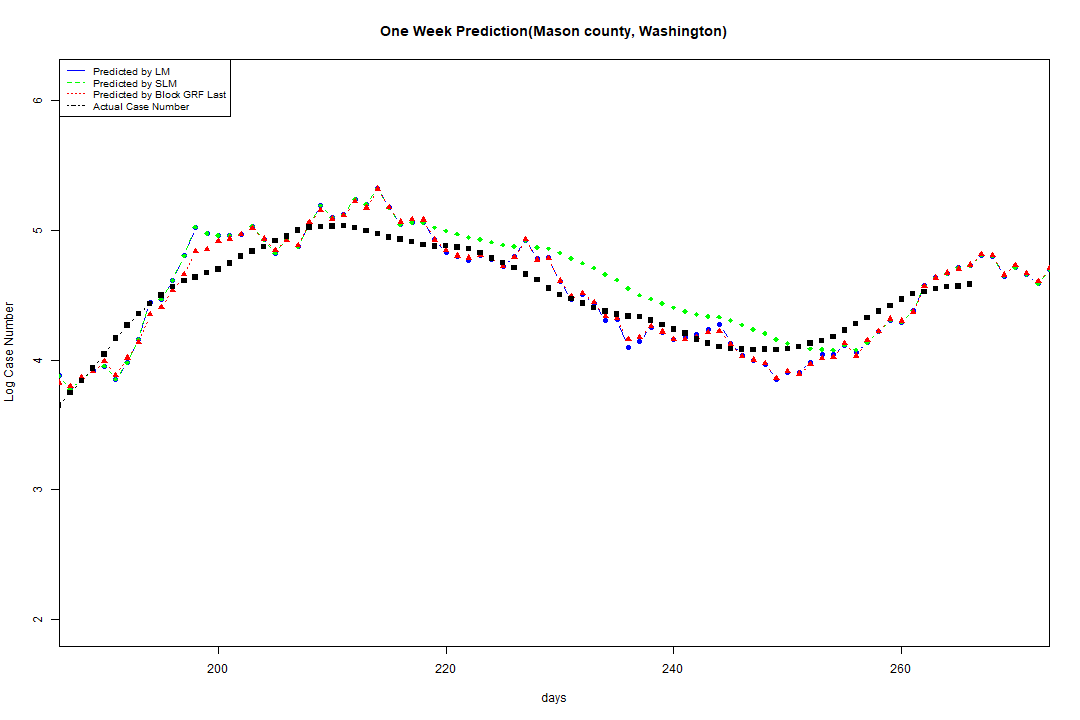 One Week Prediction(Mason county, Washington)
Predicted by LM
Predicted by SLM
Predicted by Block GRF Last
Actual Case Number
6
5
4
3
2
Log Case Number
200
220
240
260
days